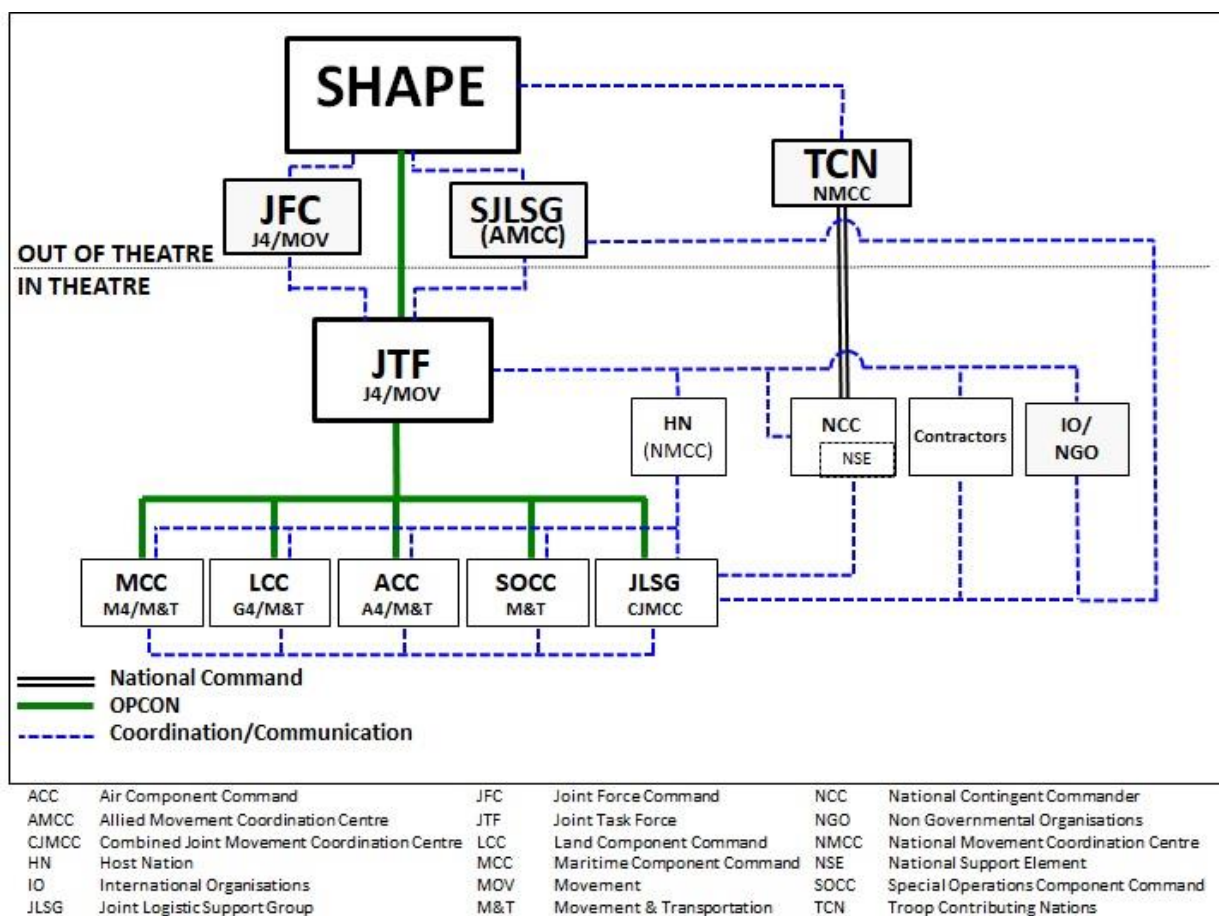 SHAPE
TCN
NMCC
JFC
J4/MOV
SJLSG
(AMCC)
OUT OF THEATRE
IN THEATRE
JTF
J4/MOV
HN
(NMCC)
NCC
NSE
Contractors
IO/
NGO
MCC
M4/M&T
LCC
G4/M&T
ACC
A4/M&T
SOCC
M&T
JLSG
CJMCC
National Command
OPCON
Coordination/Communication
ACC Air Component Command JFC Joint Force Command NCC National Contingent Commander
AMCC Allied Movement Coordination Centre JTF Joint Task Force NGO Non Governmental Organisations
CJMCC Combined Joint Movement Coordination Centre LCC Land Component Command NMCC National Movement Coordination Centre
HN Host Nation MCC Maritime Component Command NSE National Support Element
IO International Organisations MOV Movement SOCC Special Operations Component Command
JLSG Joint Logistic Support Group M&T Movement & Transportation TCN Troop Contributing Nations